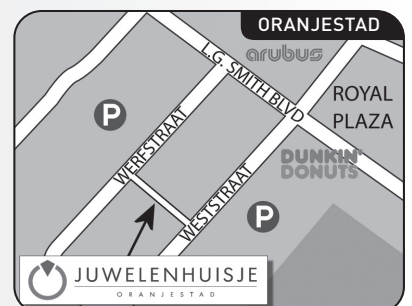 ORANJESTAD
arubus
L.G. SMITH BLVD
ROYAL
PLAZA
P
WERFSTRAAT
DUNKIN'
DONUTS
WESTSTRAAT
P
JUWELENHUISJE
ORANJESTAD